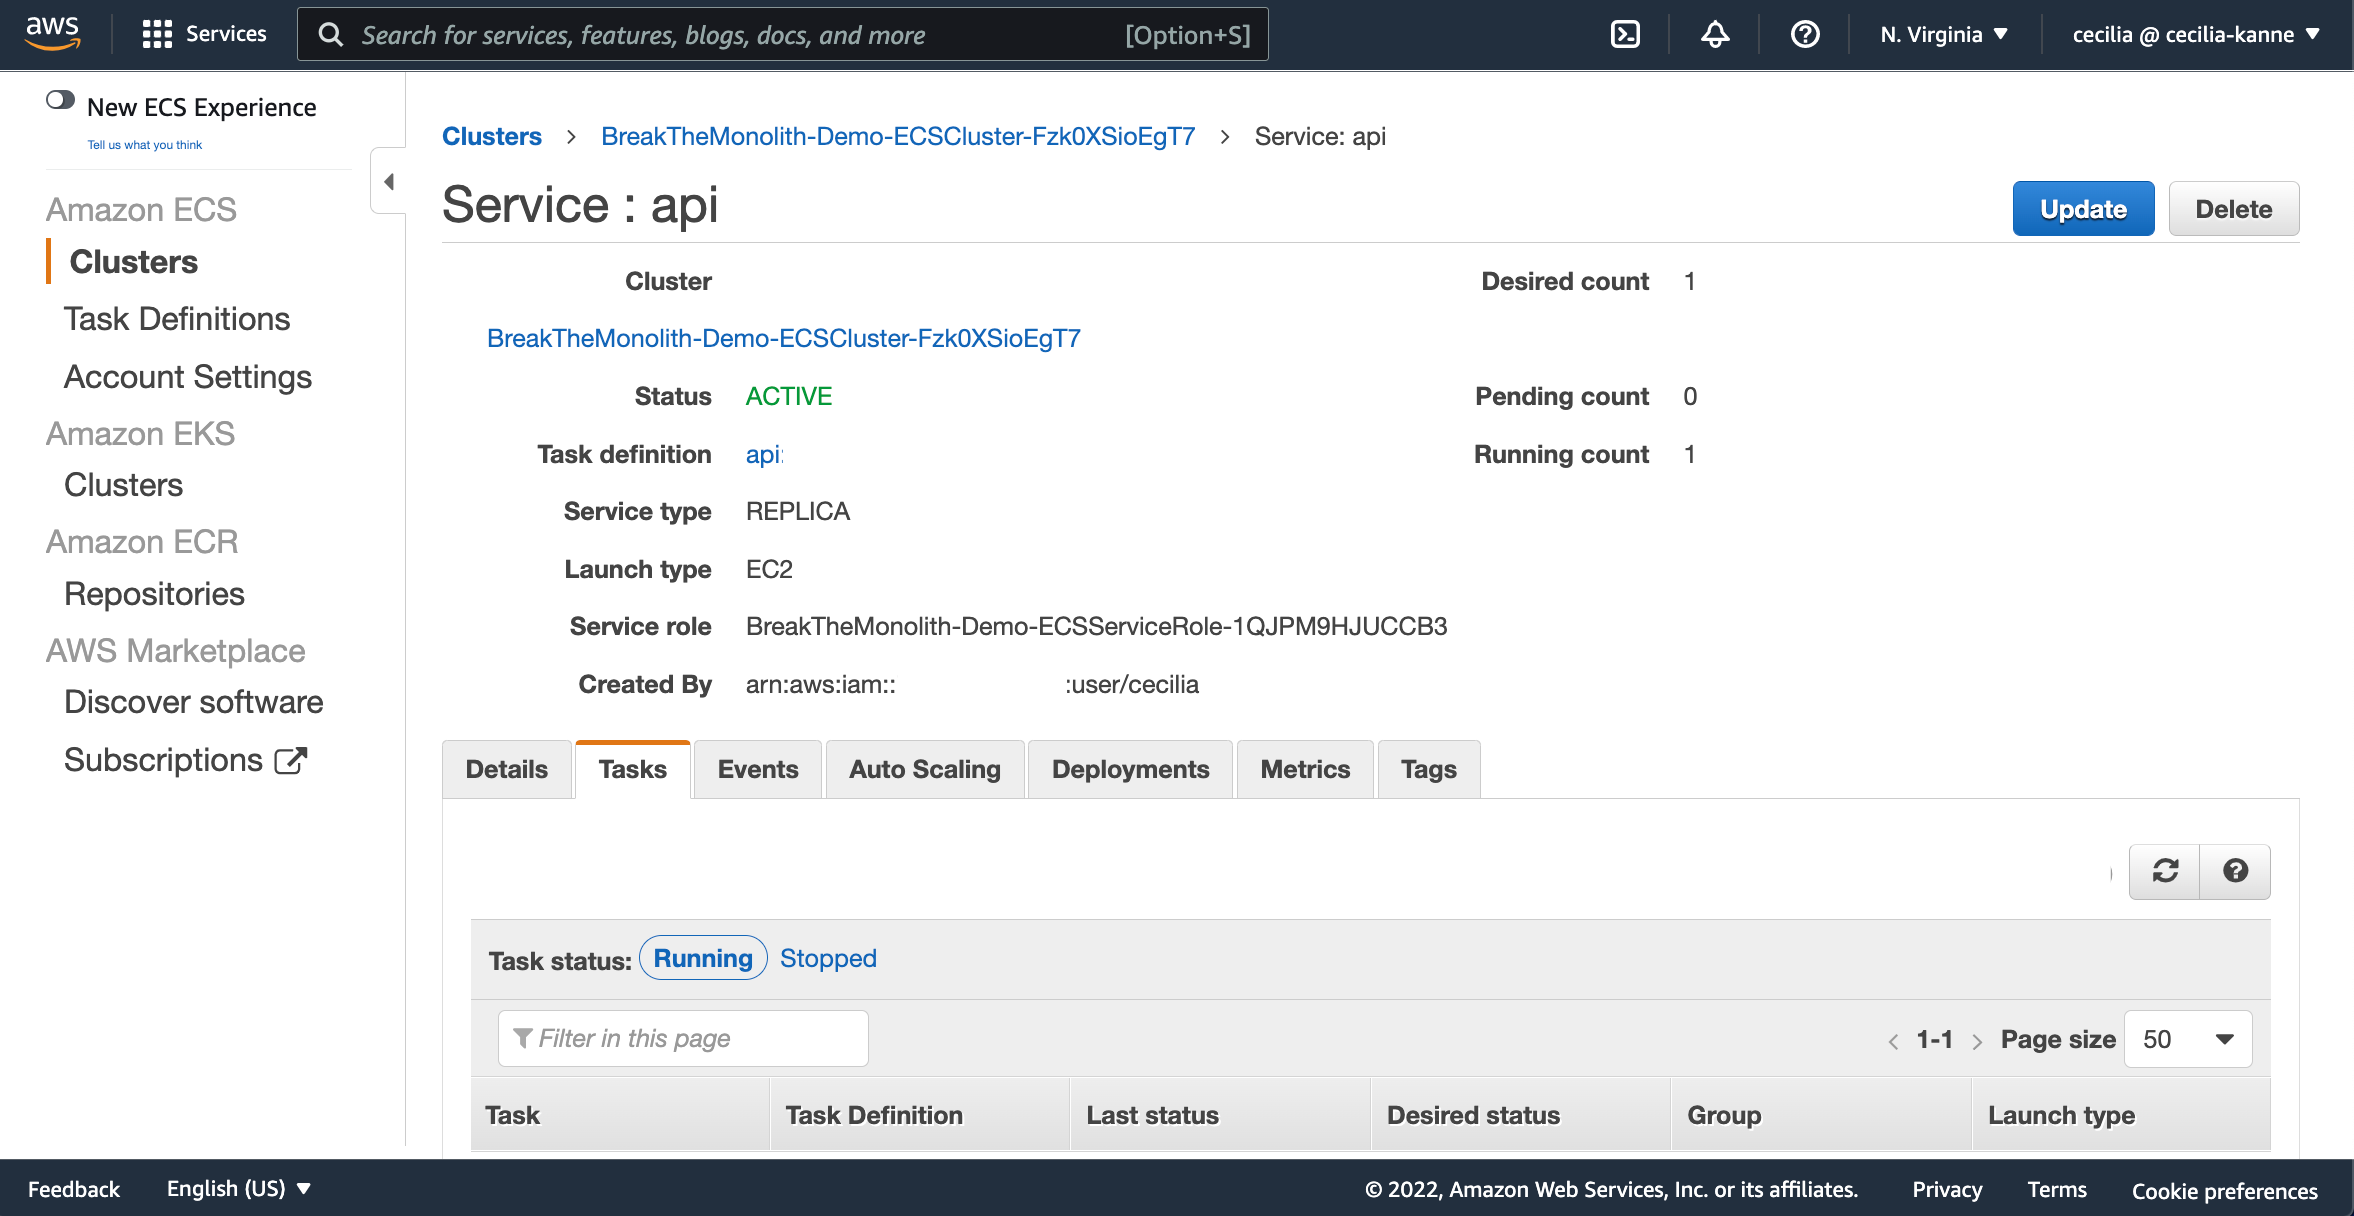 aws Services Search for services, features, blogs, docs, and more [Option+S] N. Virginia ▼ cecilia @ cecilia-kanne ▼
New ECS Experience
Tell us what you think
Amazon ECS
Clusters
Task Definitions
Account Settings
Amazon EKS
Clusters
Amazon ECR
Repositories
AWS Marketplace
Discover software
Subscriptions
Clusters > BreakTheMonolith-Demo-ECSCluster-Fzk0XSioEgT7 > Service: api
Service : api
Update Delete
Cluster
BreakTheMonolith-Demo-ECSCluster-Fzk0XSioEgT7
Desired count 1
Status ACTIVE
Pending count 0
Task definition api:
Running count 1
Service type REPLICA
Launch type EC2
Service role BreakTheMonolith-Demo-ECSServiceRole-1QJPM9HJUCCB3
Created By arn:aws:iam:: :user/cecilia
Details Tasks Events Auto Scaling Deployments Metrics Tags
Task status: Running Stopped
Filter in this page
< 1-1 > Page size 50
Task Task Definition Last status Desired status Group Launch type
Feedback English (US) ▼ © 2022, Amazon Web Services, Inc. or its affiliates. Privacy Terms Cookie preferences